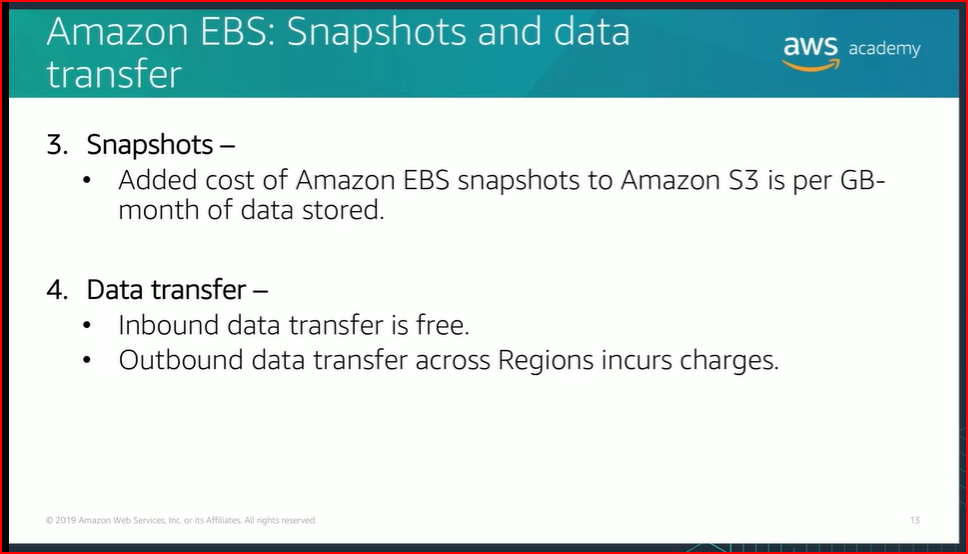 Amazon EBS: Snapshots and data
transfer
aws academy
3. Snapshots –
• Added cost of Amazon EBS snapshots to Amazon S3 is per GB-
month of data stored.
4. Data transfer –
• Inbound data transfer is free.
• Outbound data transfer across Regions incurs charges.
© 2019 Amazon Web Services, Inc. or its Affiliates. All rights reserved.
13